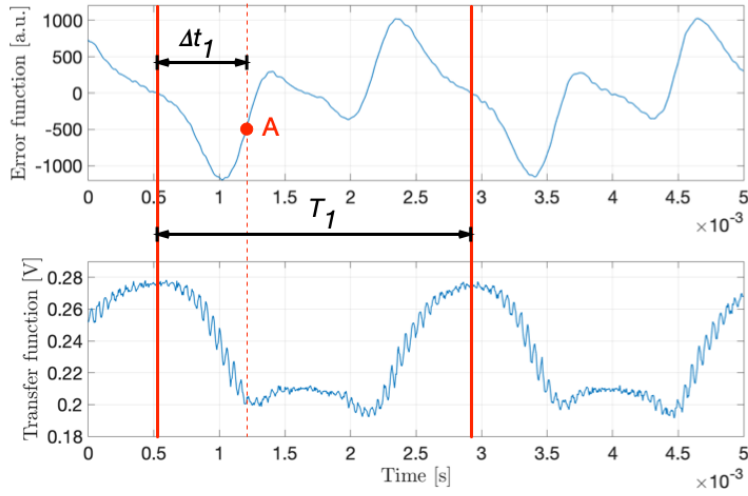 Error function [a.u.]
1000
500
0
-500
-1000
Δt1
A
0 0.5 1 1.5 2 2.5 3 3.5 4 4.5 5
×10-3
T1
Transfer function [V]
0.28
0.26
0.24
0.22
0.2
0.18
0 0.5 1 1.5 2 2.5 3 3.5 4 4.5 5
Time [s]
×10-3